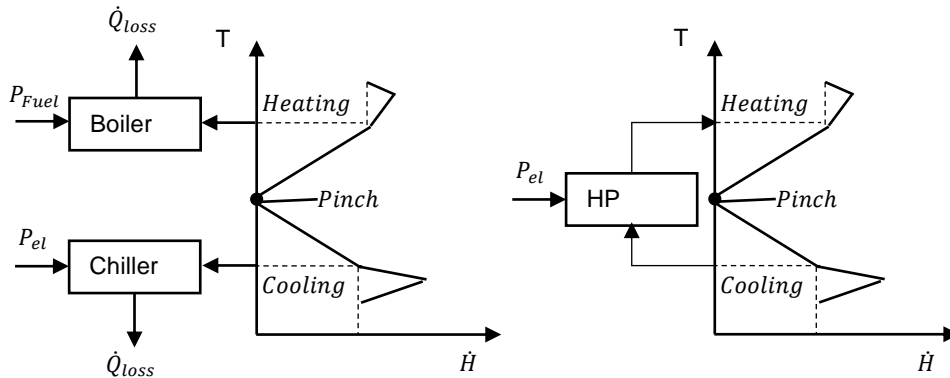 Q̇loss
T
PFuel
Boiler
Heating
Pinch
Pel
Chiller
Cooling
Q̇loss
Ḣ
T
Heating
Pel
HP
Pinch
Cooling
Ḣ